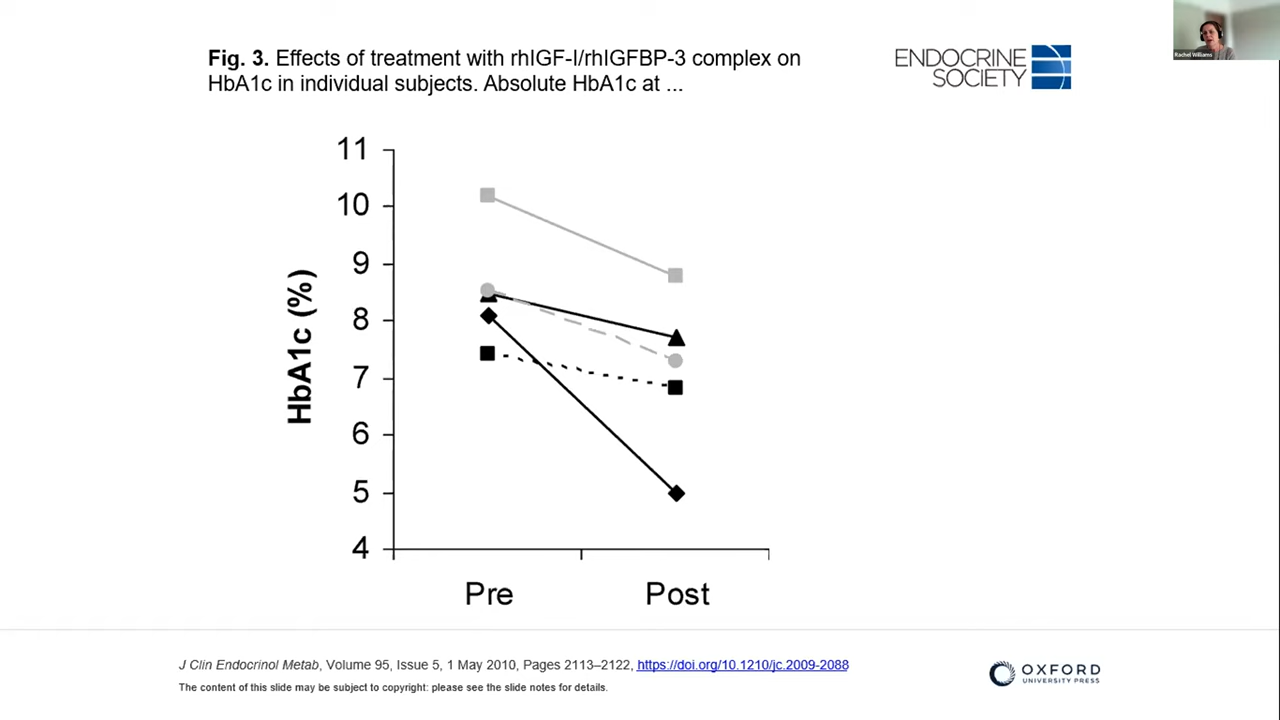 Fig. 3. Effects of treatment with rhIGF-I/rhIGFBP-3 complex on
HbA1c in individual subjects. Absolute HbA1c at ...
ENDOCRINE
SOCIETY
Rachel Williams
HbA1c (%)
11
10
9
8
7
6
5
4
Pre Post
J Clin Endocrinol Metab, Volume 95, Issue 5, 1 May 2010, Pages 2113–2122, https://doi.org/10.1210/jc.2009-2088
The content of this slide may be subject to copyright: please see the slide notes for details.
OXFORD
UNIVERSITY PRESS